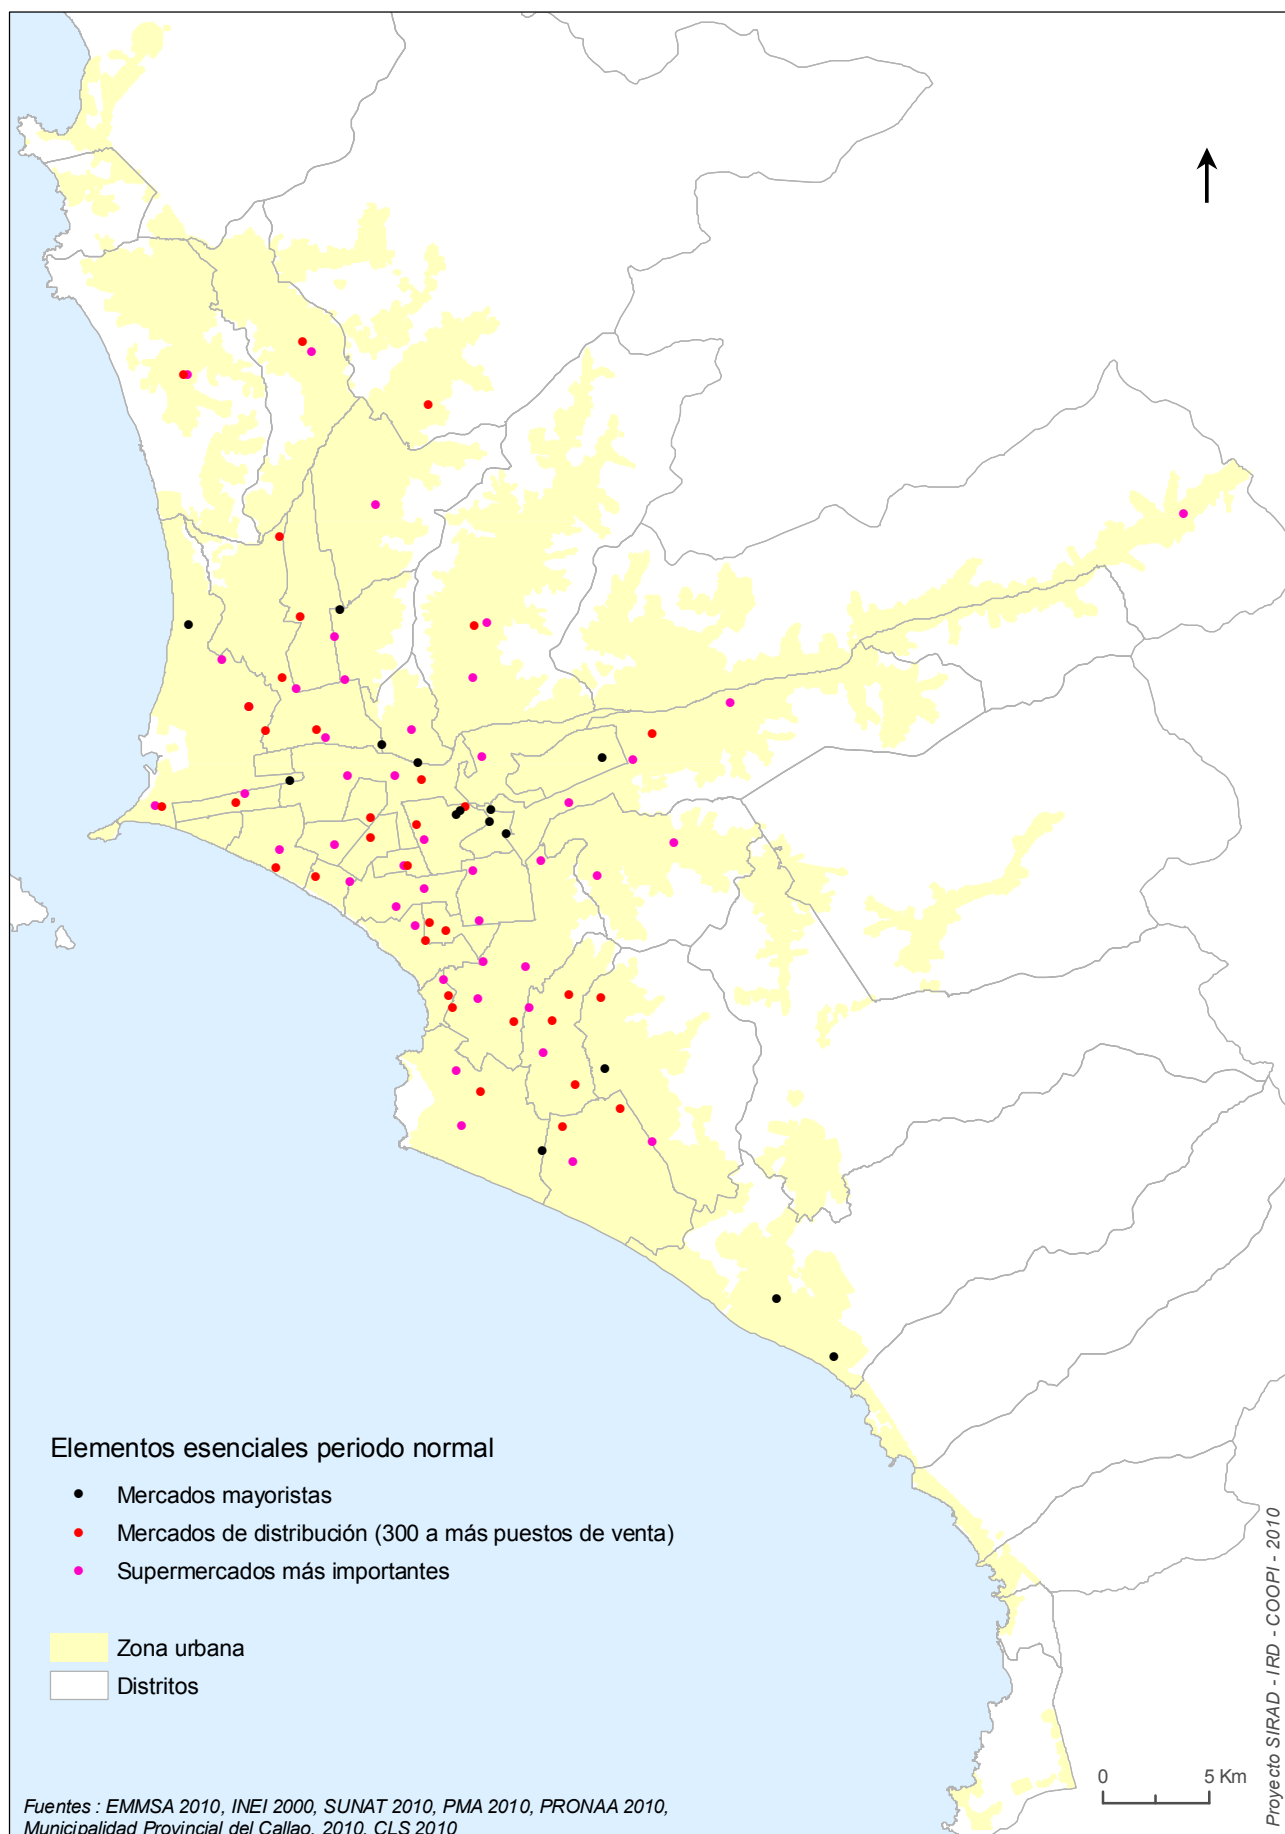 Elementos esenciales periodo normal
Mercados mayoristas
Mercados de distribución (300 a más puestos de venta)
Supermercados más importantes
Zona urbana
Distritos
0 5 Km
Fuentes : EMMSA 2010, INEI 2000, SUNAT 2010, PMA 2010, PRONAA 2010,
Municipalidad Provincial del Callao, 2010, CLS 2010
Proyecto SIRAD - IRD - COOPI - 2010